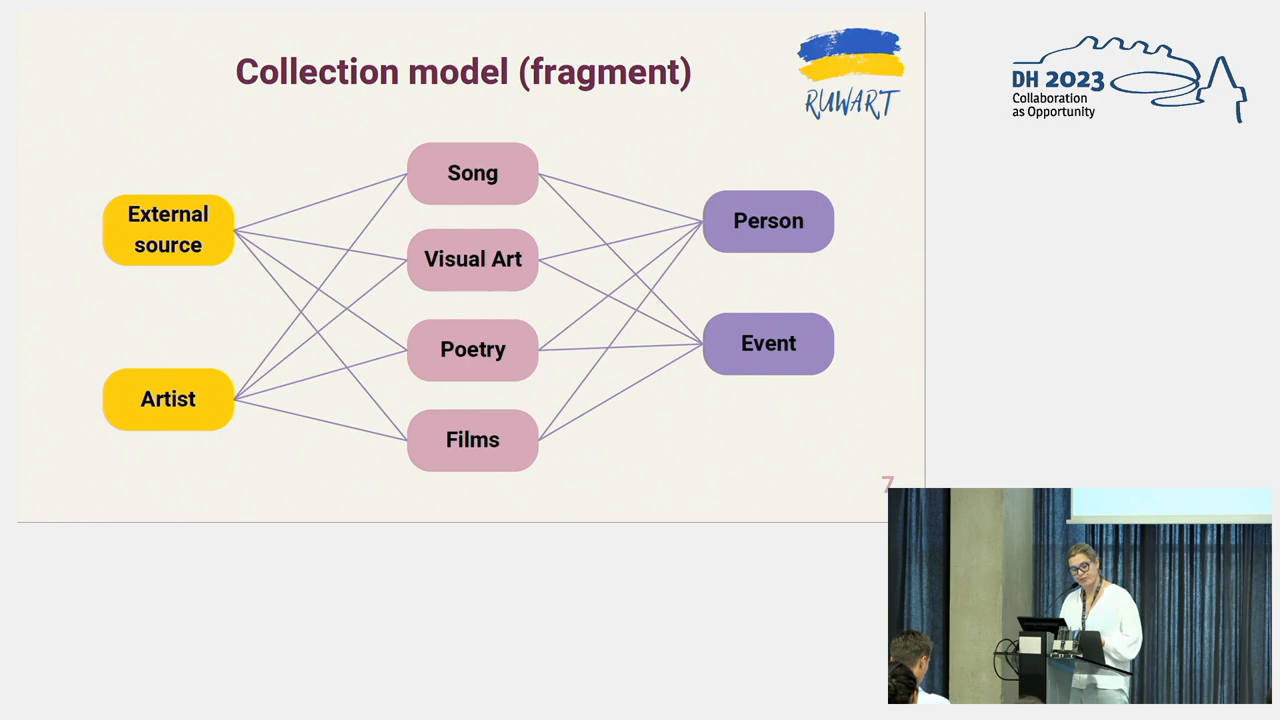 Collection model (fragment)
RUWART
DH 2023
Collaboration
as Opportunity
External
source
Artist
Song
Visual Art
Poetry
Films
Person
Event
7